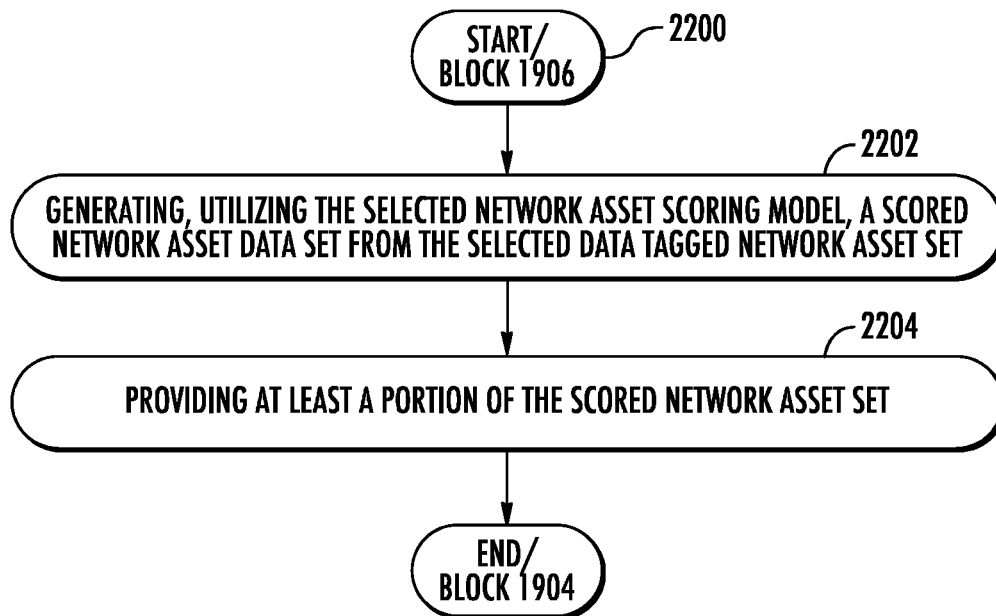 START/
BLOCK 1906
2200
2202
GENERATING, UTILIZING THE SELECTED NETWORK ASSET SCORING MODEL, A SCORED
NETWORK ASSET DATA SET FROM THE SELECTED DATA TAGGED NETWORK ASSET SET
2204
PROVIDING AT LEAST A PORTION OF THE SCORED NETWORK ASSET SET
END/
BLOCK 1904